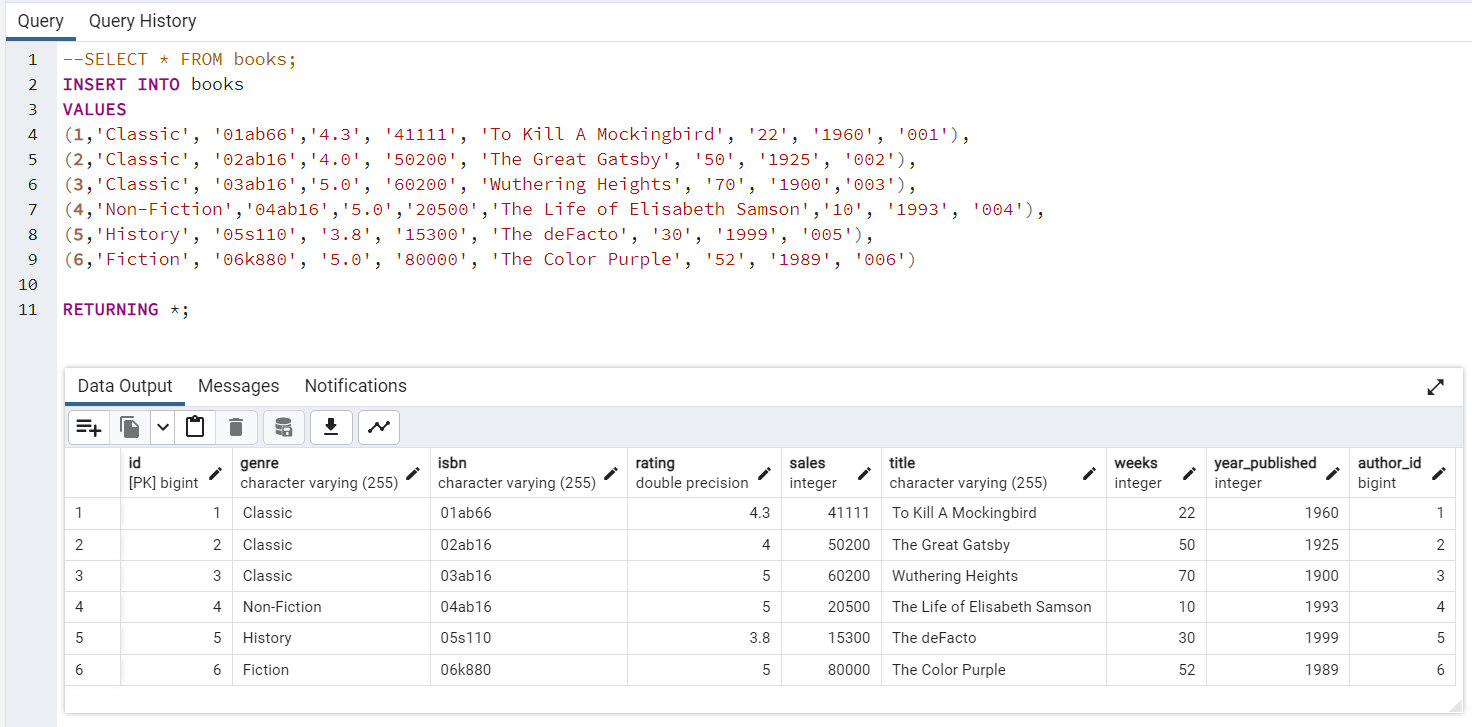 Query Query History
1 --SELECT * FROM books;
2 INSERT INTO books
3 VALUES
4 (1,'Classic', '01ab66','4.3', '41111', 'To Kill A Mockingbird', '22', '1960', '001'),
5 (2,'Classic', '02ab16','4.0', '50200', 'The Great Gatsby', '50', '1925', '002'),
6 (3,'Classic', '03ab16','5.0', '60200', 'Wuthering Heights', '70', '1900','003'),
7 (4,'Non-Fiction','04ab16','5.0','20500','The Life of Elisabeth Samson','10', '1993', '004'),
8 (5,'History', '05s110', '3.8', '15300', 'The deFacto', '30', '1999', '005'),
9 (6,'Fiction', '06k880', '5.0', '80000', 'The Color Purple', '52', '1989', '006')
10
11 RETURNING *;
Data Output Messages Notifications
id genre isbn rating sales title weeks year_published author_id
[PK] bigint character varying (255) character varying (255) double precision integer character varying (255) integer integer bigint
1 1 Classic 01ab66 4.3 41111 To Kill A Mockingbird 22 1960 1
2 2 Classic 02ab16 4 50200 The Great Gatsby 50 1925 2
3 3 Classic 03ab16 5 60200 Wuthering Heights 70 1900 3
4 4 Non-Fiction 04ab16 5 20500 The Life of Elisabeth Samson 10 1993 4
5 5 History 05s110 3.8 15300 The deFacto 30 1999 5
6 6 Fiction 06k880 5 80000 The Color Purple 52 1989 6